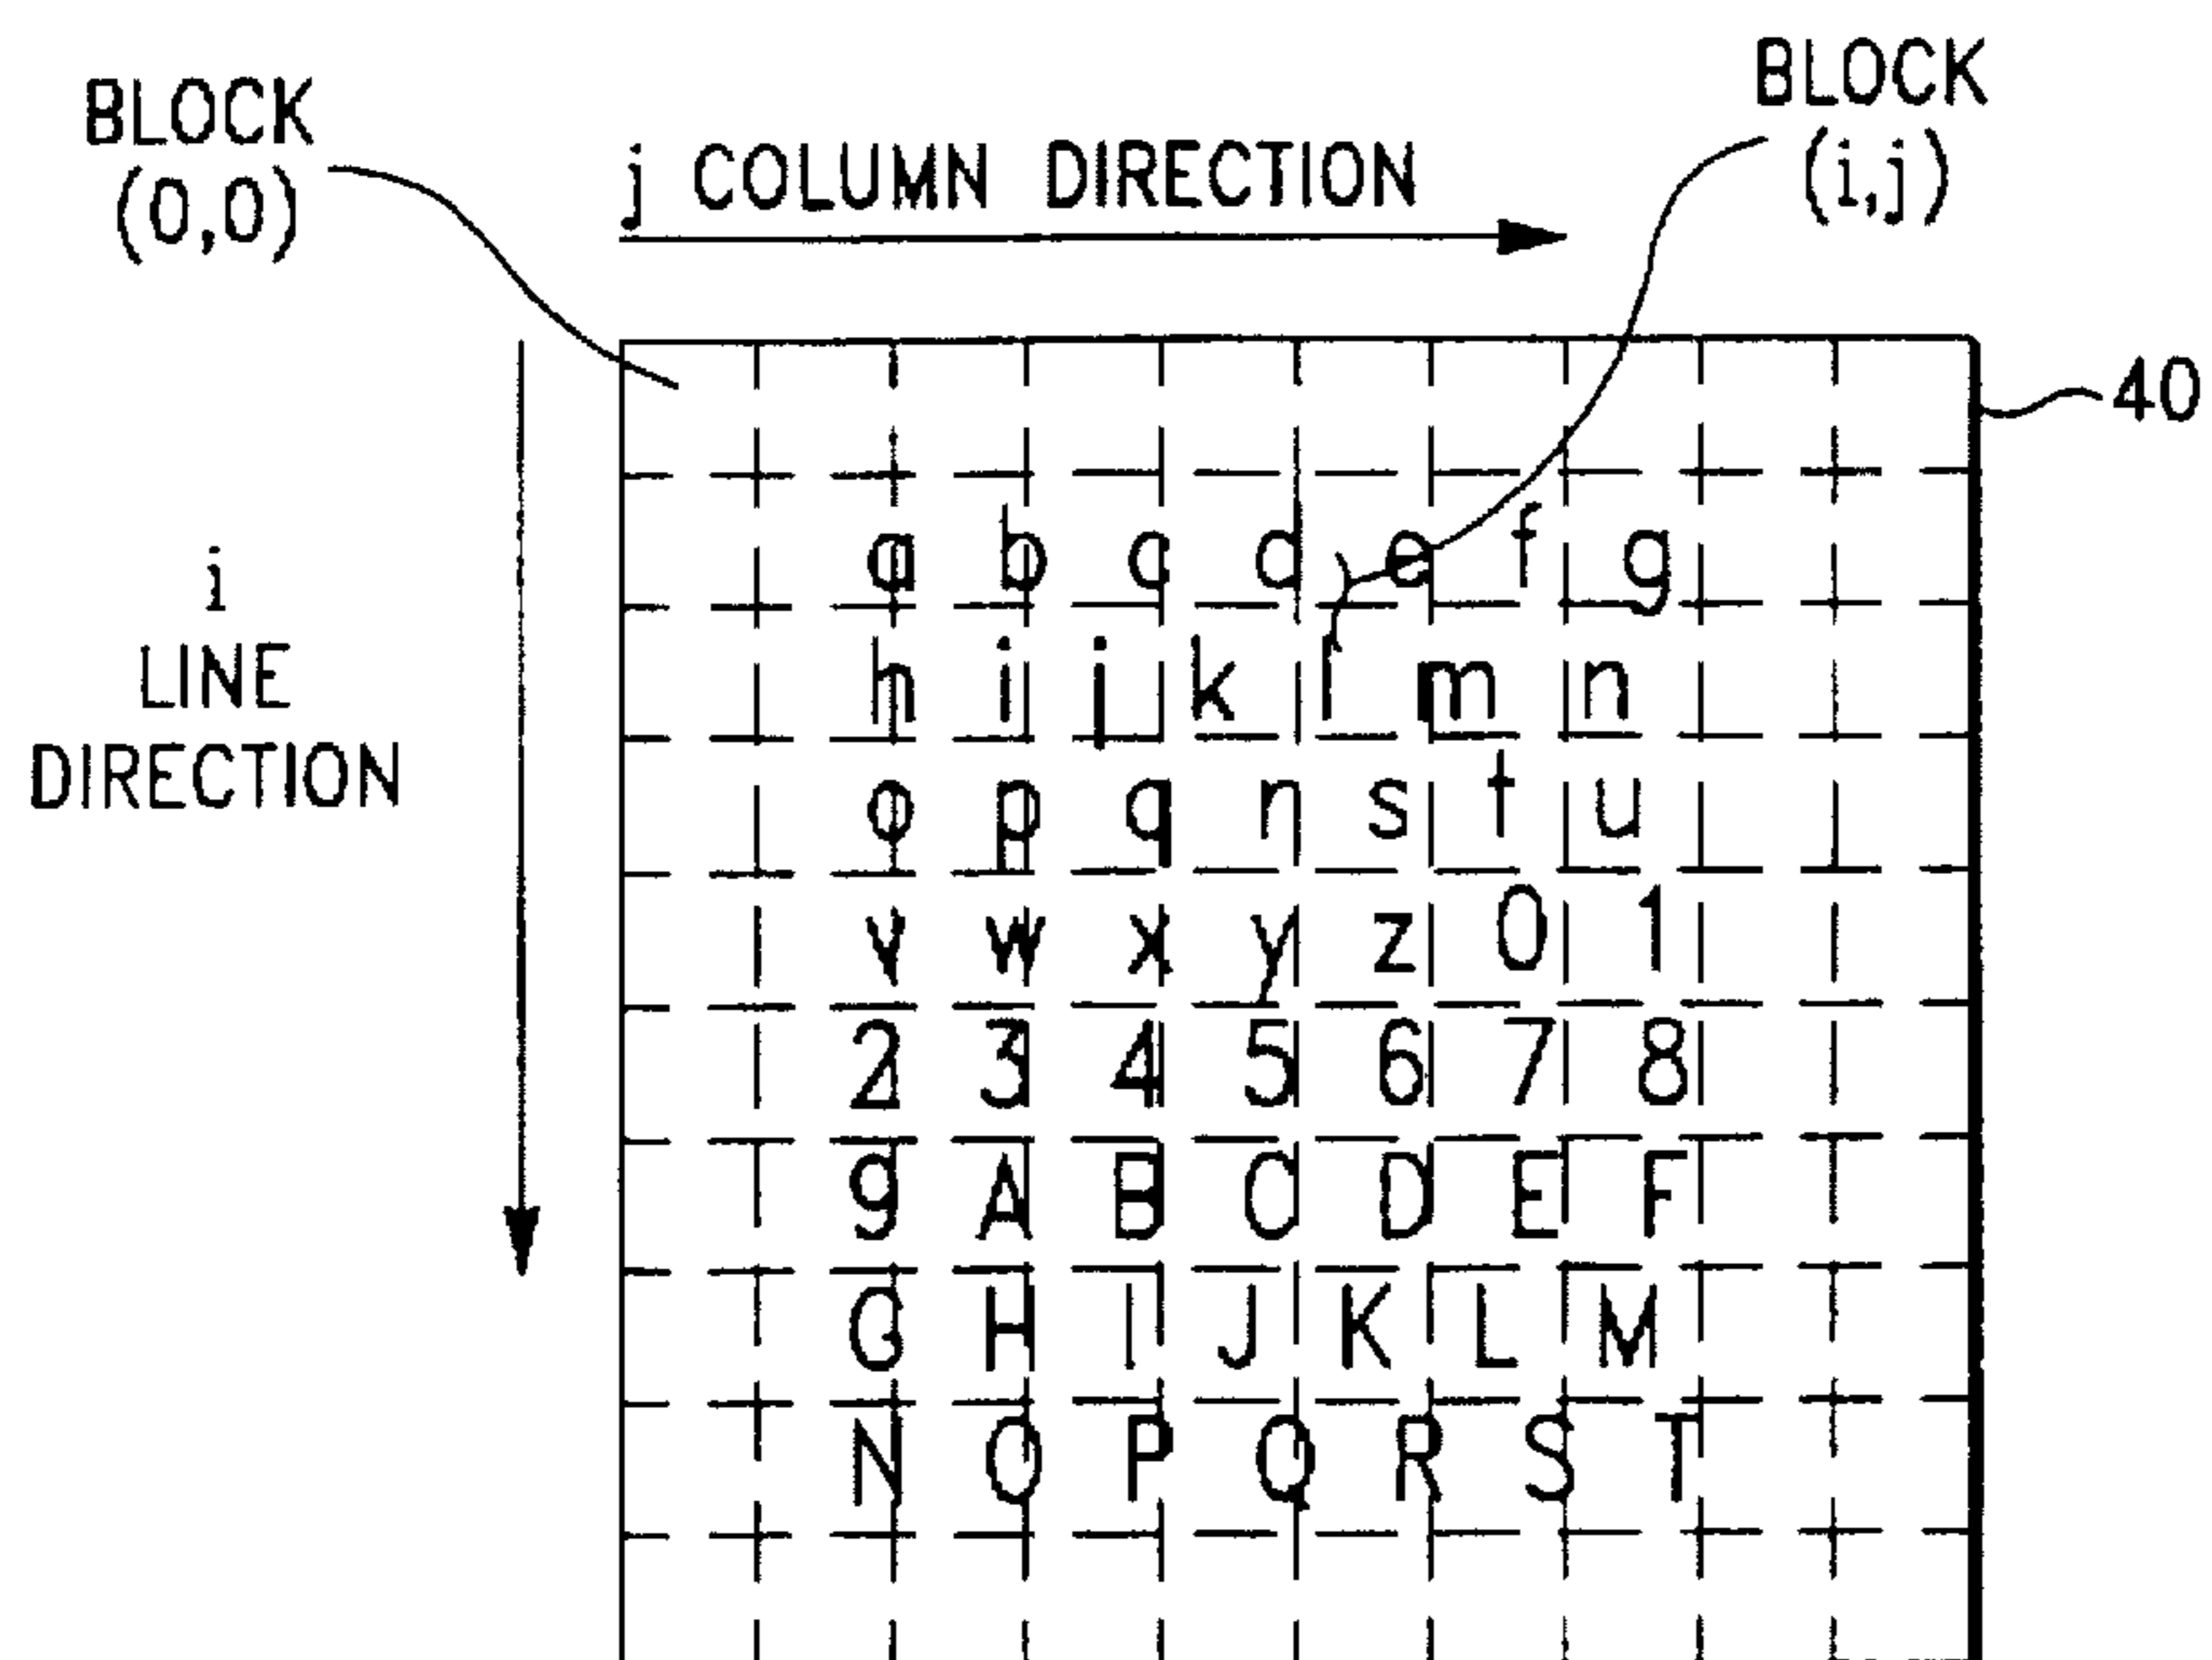 BLOCK
(0,0)
j COLUMN DIRECTION
BLOCK
(i,j)
40
i
LINE
DIRECTION
a b c d e f g
h i j k l m n
o p q n s t u
v w x y z 0 1
2 3 4 5 6 7 8
9 A B C D E F
G H I J K L M
N O P Q R S T